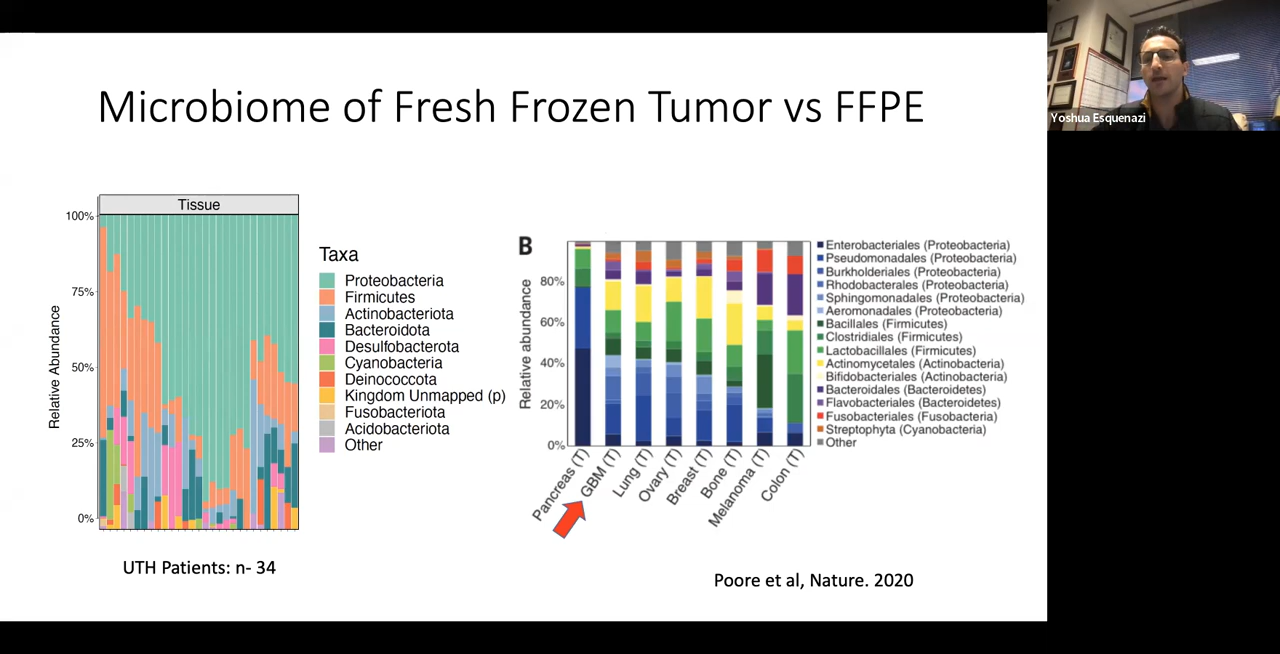 Microbiome of Fresh Frozen Tumor vs FFPE
Yoshua Esquenazi
Tissue
100%
75%
50%
25%
0%
Relative Abundance
Taxa
Proteobacteria
Firmicutes
Actinobacteriota
Bacteroidota
Desulfobacterota
Cyanobacteria
Deinococcota
Kingdom Unmapped (p)
Fusobacteriota
Acidobacteriota
Other
UTH Patients: n- 34
B
80%
60%
40%
20%
0%
Relative abundance
Pancreas (T)
GBM (T)
Lung (T)
Ovary (T)
Breast (T)
Bone (T)
Melanoma (T)
Colon (T)
Enterobacteriales (Proteobacteria)
Pseudomonadales (Proteobacteria)
Burkholderiales (Proteobacteria)
Rhodobacterales (Proteobacteria)
Sphingomonadales (Proteobacteria)
Aeromonadales (Proteobacteria)
Bacillales (Firmicutes)
Clostridiales (Firmicutes)
Lactobacillales (Firmicutes)
Actinomycetales (Actinobacteria)
Bifidobacteriales (Actinobacteria)
Bacteroidales (Bacteroidetes)
Flavobacteriales (Bacteroidetes)
Fusobacteriales (Fusobacteria)
Streptophyta (Cyanobacteria)
Other
Poore et al, Nature. 2020